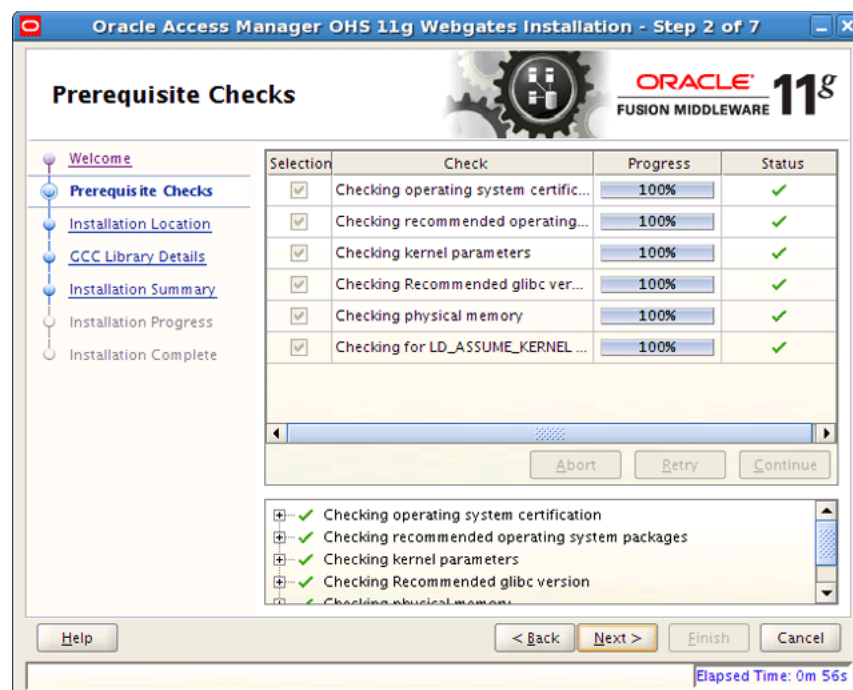 Oracle Access Manager OHS 11g Webgates Installation - Step 2 of 7
Prerequisite Checks
ORACLE
FUSION MIDDLEWARE 11g
Welcome
Prerequisite Checks
Installation Location
GCC Library Details
Installation Summary
Installation Progress
Installation Complete
Selection Check Progress Status
Checking operating system certific... 100%
Checking recommended operating... 100%
Checking kernel parameters 100%
Checking Recommended glibc ver... 100%
Checking physical memory 100%
Checking for LD_ASSUME_KERNEL ... 100%
Abort Retry Continue
Checking operating system certification
Checking recommended operating system packages
Checking kernel parameters
Checking Recommended glibc version
Checking physical memory
Help < Back Next > Finish Cancel
Elapsed Time: 0m 56s